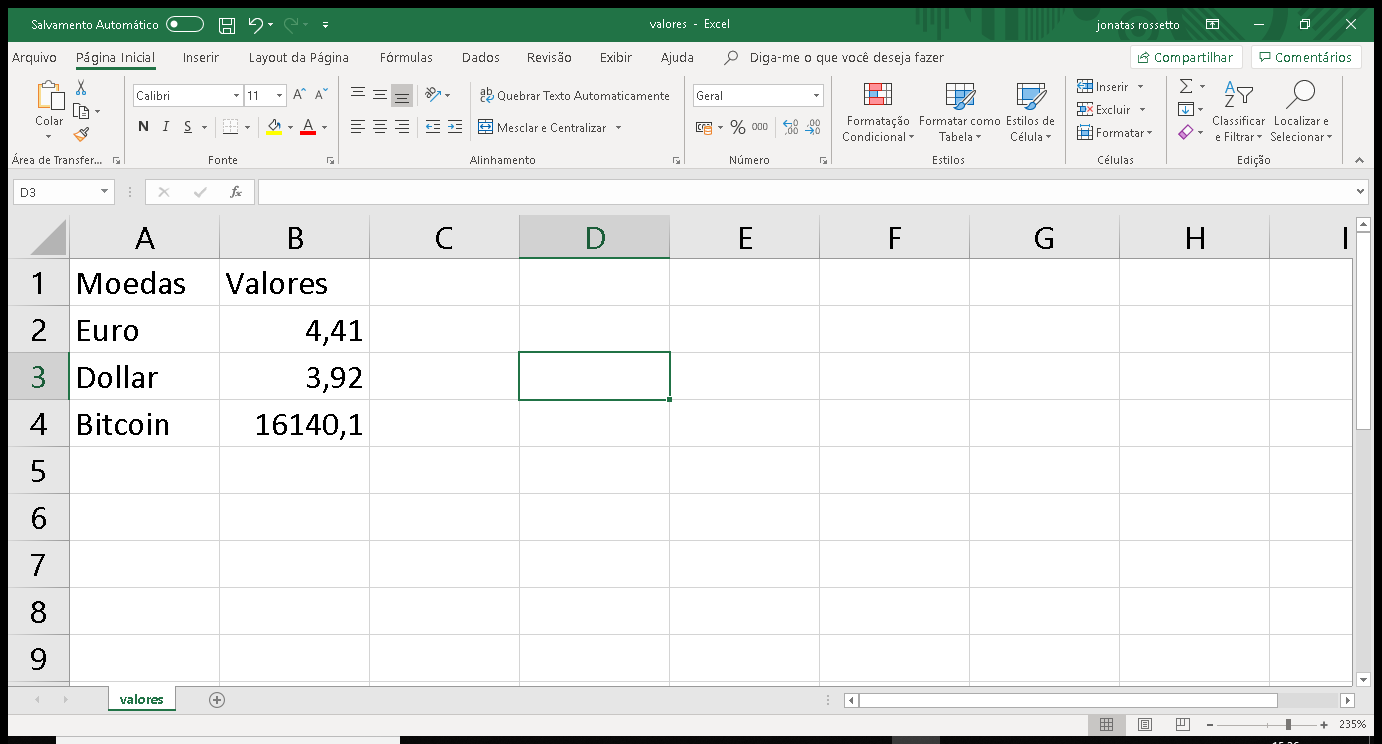 Salvamento Automático
valores - Excel
jonatas rossetto
Arquivo Página Inicial Inserir Layout da Página Fórmulas Dados Revisão Exibir Ajuda Diga-me o que você deseja fazer Compartilhar Comentários
Colar
Calibri 11 A A
N I S A
ab Quebrar Texto Automaticamente
Mesclar e Centralizar
Geral
% 000 ,00 ,00
Formatação Condicional
Formatar como Tabela
Estilos de Célula
Inserir
Excluir
Formatar
Classificar e Filtrar
Localizar e Selecionar
Área de Transfer... Fonte Alinhamento Número Estilos Células Edição
D3 fx
A B C D E F G H I
1 Moedas Valores
2 Euro 4,41
3 Dollar 3,92
4 Bitcoin 16140,1
5
6
7
8
9
valores
235%